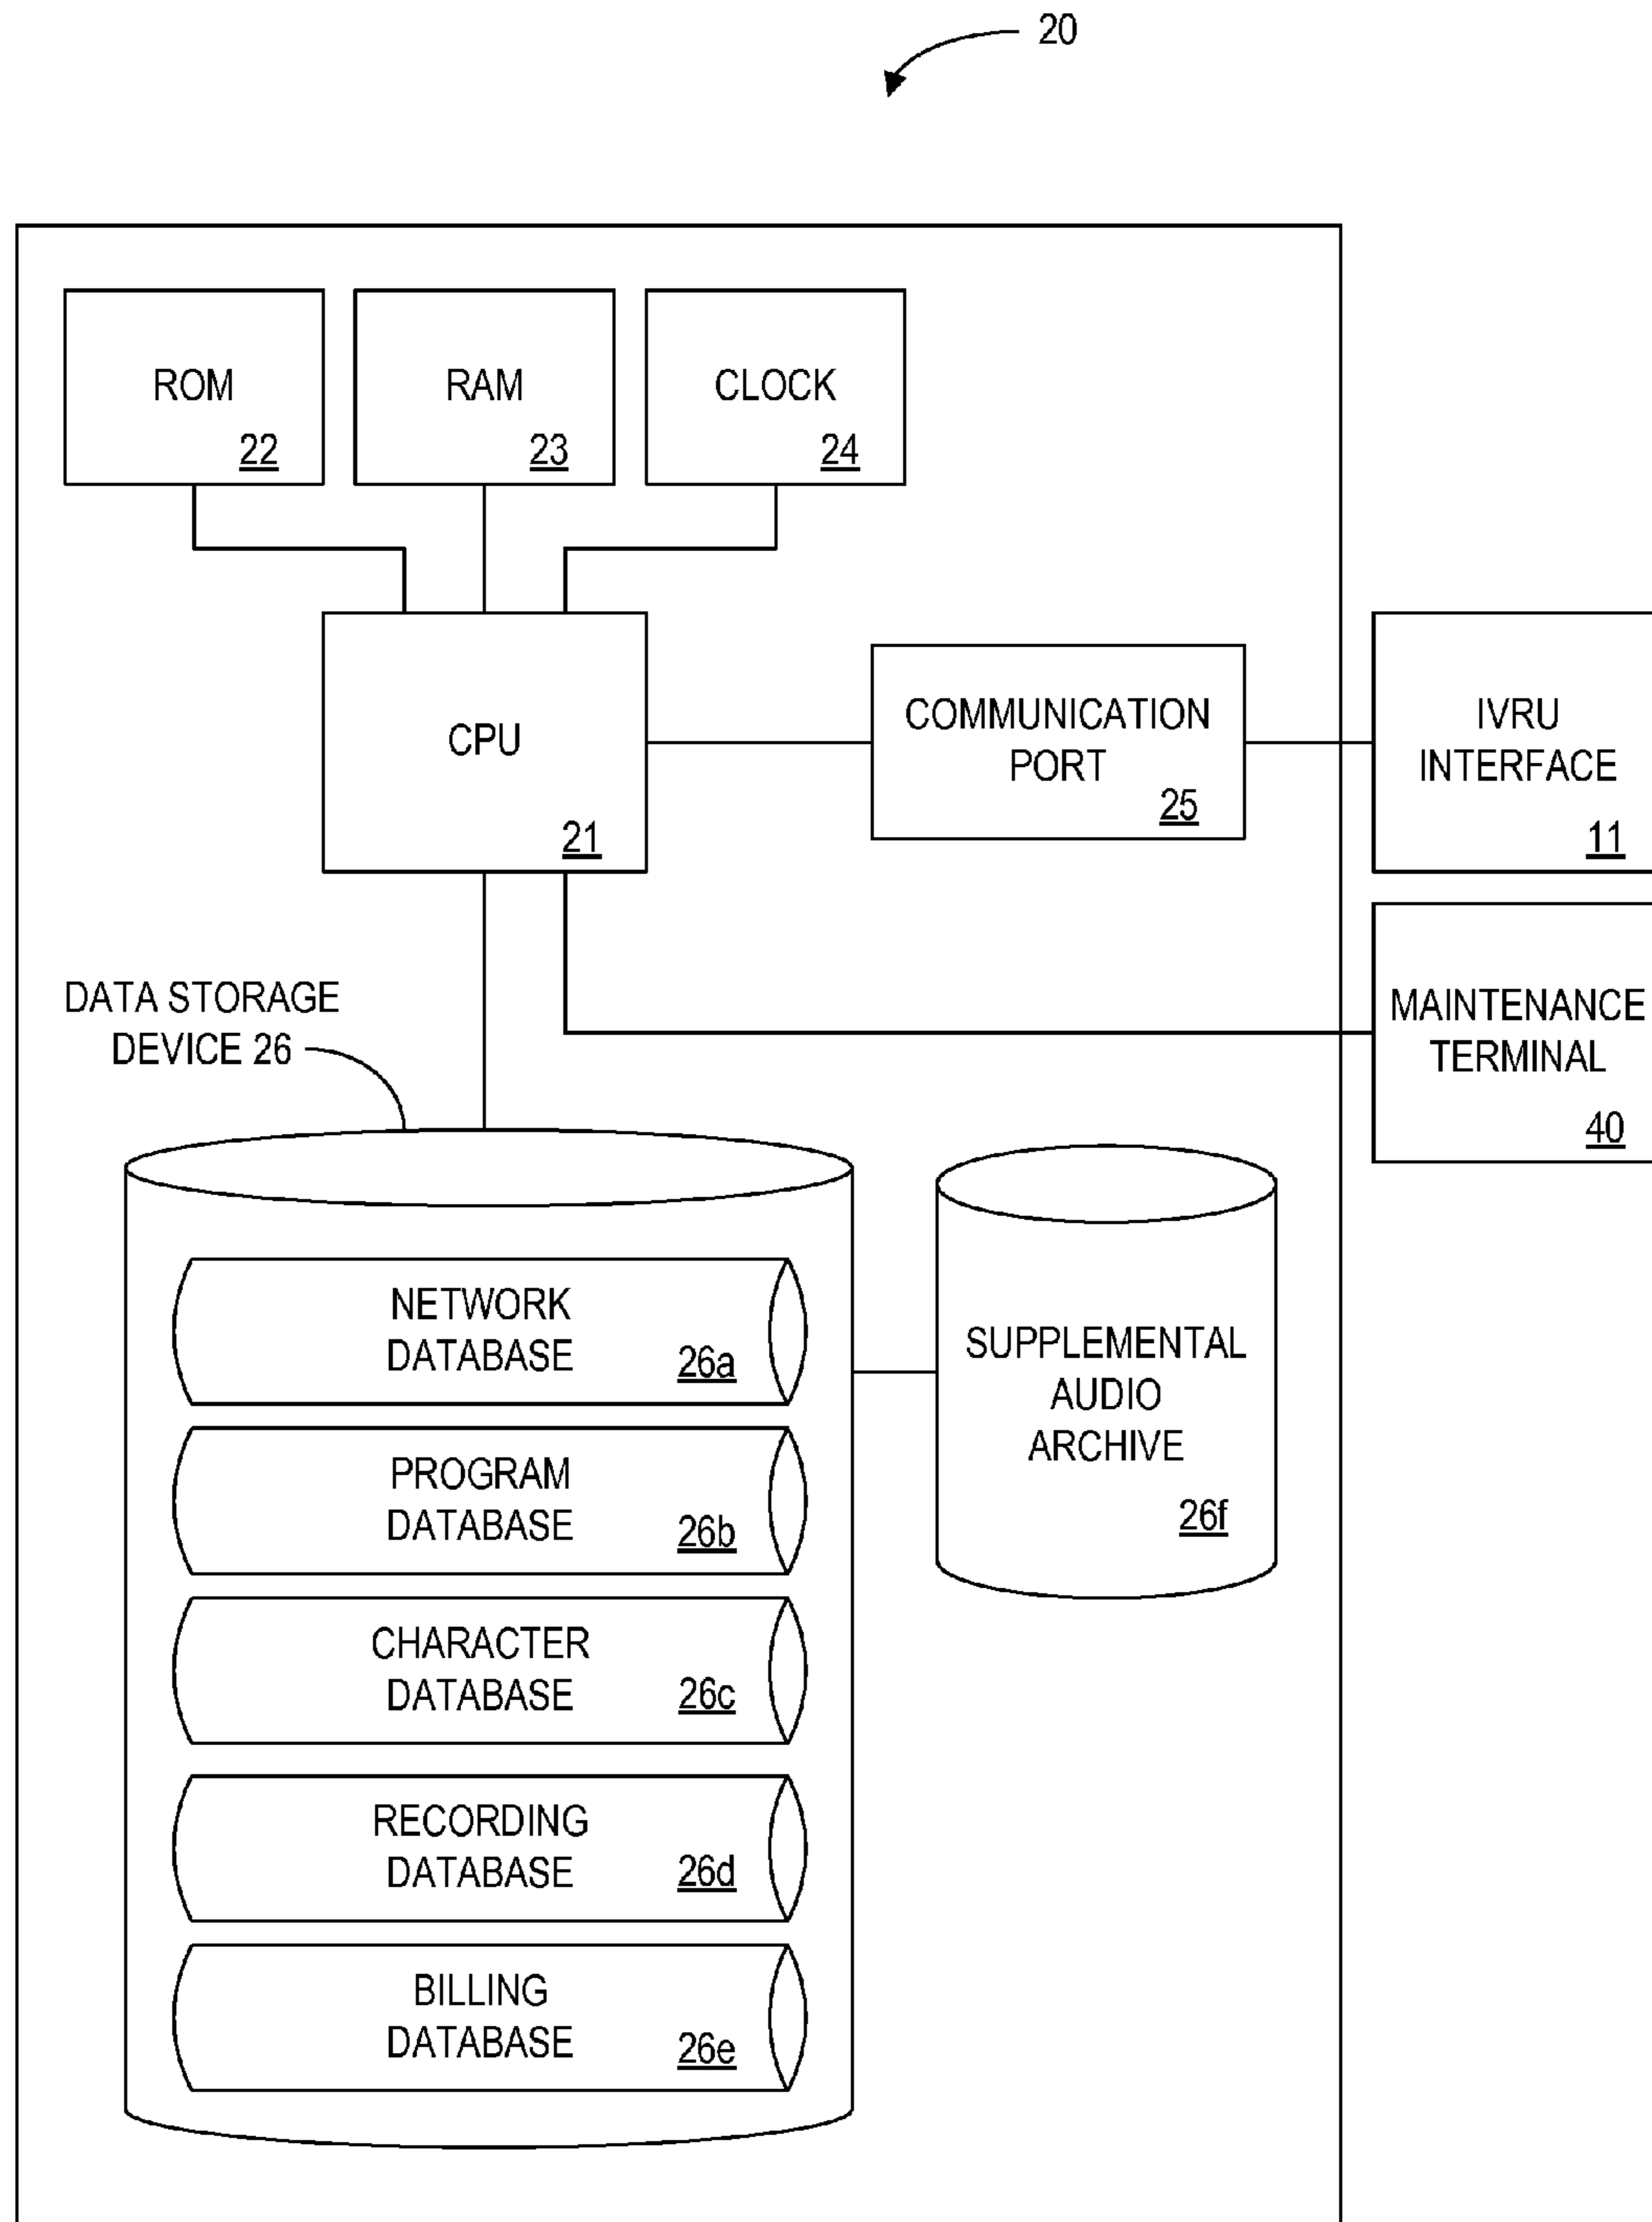 20
ROM
22
RAM
23
CLOCK
24
CPU
21
COMMUNICATION
PORT
25
IVRU
INTERFACE
11
MAINTENANCE
TERMINAL
40
DATA STORAGE
DEVICE 26
NETWORK
DATABASE
26a
PROGRAM
DATABASE
26b
CHARACTER
DATABASE
26c
RECORDING
DATABASE
26d
BILLING
DATABASE
26e
SUPPLEMENTAL
AUDIO
ARCHIVE
26f